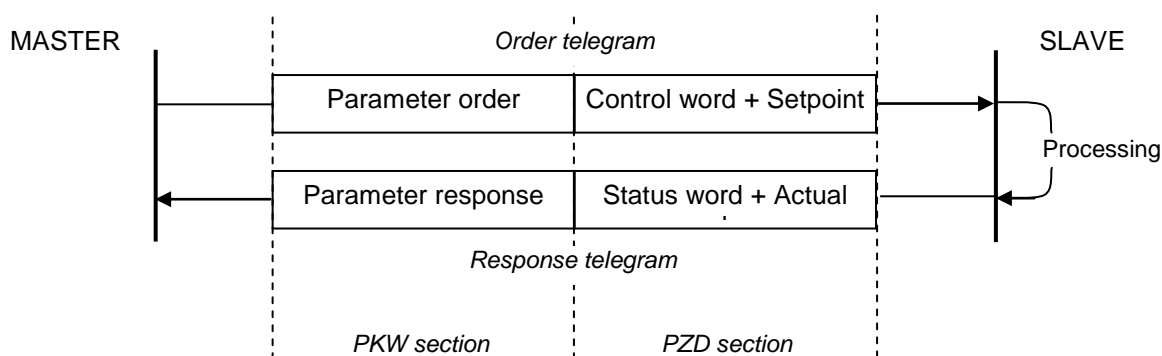 MASTER
Order telegram
SLAVE
Parameter order
Control word + Setpoint
Processing
Parameter response
Status word + Actual
Response telegram
PKW section
PZD section